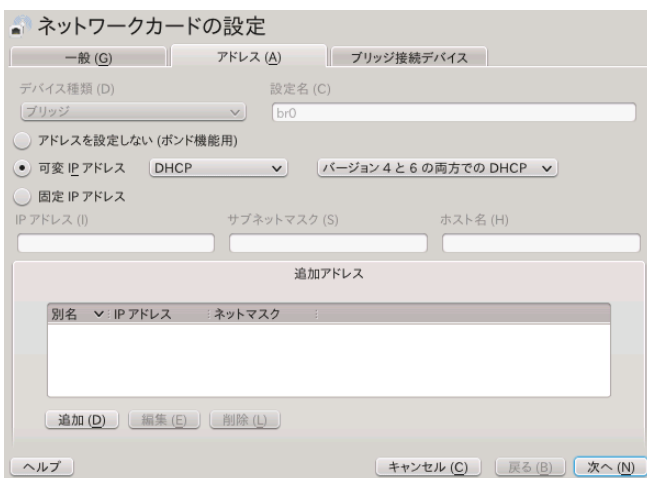 ネットワークカードの設定
一般 (G) アドレス (A) ブリッジ接続デバイス
デバイス種類 (D) 設定名 (C)
ブリッジ br0
アドレスを設定しない (ボンド機能用)
可変 IP アドレス DHCP バージョン 4 と 6 の両方での DHCP
固定 IP アドレス
IP アドレス (I) サブネットマスク (S) ホスト名 (H)
追加アドレス
別名 IP アドレス ネットマスク
追加 (D) 編集 (E) 削除 (L)
ヘルプ キャンセル (C) 戻る (B) 次へ (N)